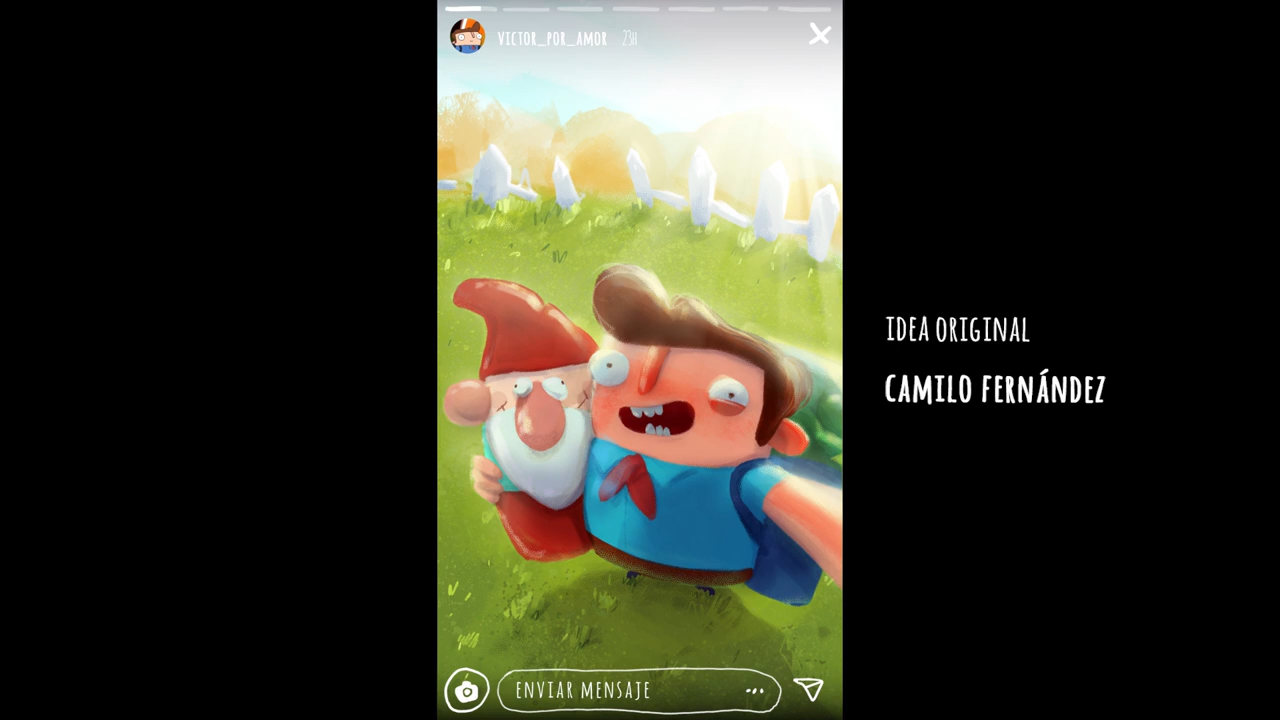 VICTOR_POR_AMOR 23H
IDEA ORIGINAL
CAMILO FERNÁNDEZ
ENVIAR MENSAJE